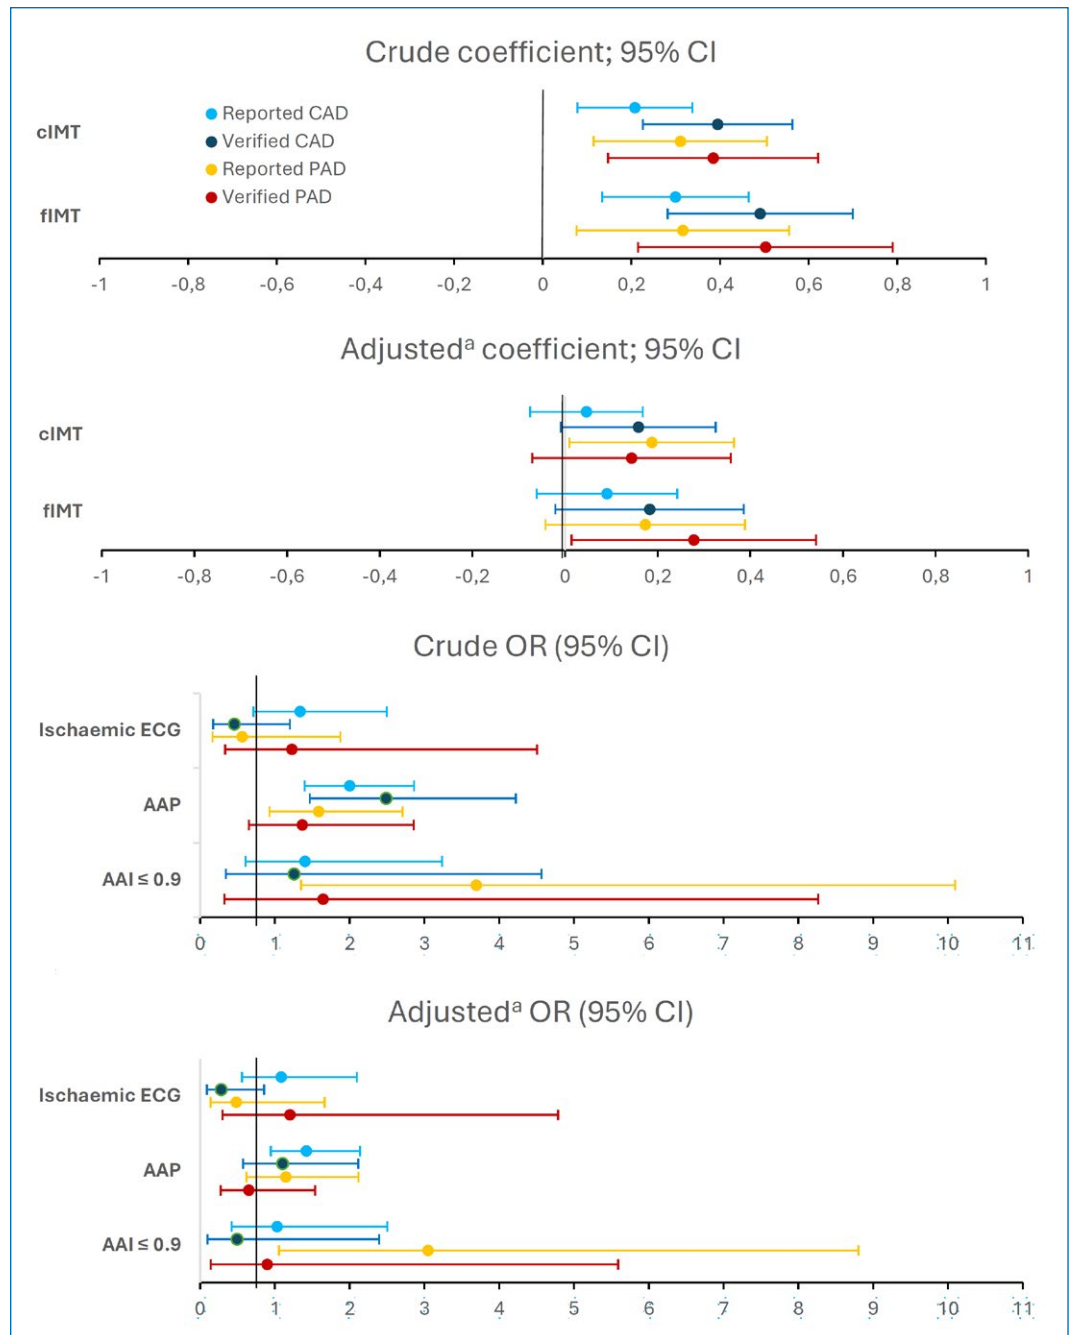 Crude coefficient; 95% CI
Reported CAD
cIMT
Verified CAD
Reported PAD
Verified PAD
fIMT
-1 -0,8 -0,6 -0,4 -0,2 0 0,2 0,4 0,6 0,8 1
Adjustedᵃ coefficient; 95% CI
cIMT
fIMT
-1 -0,8 -0,6 -0,4 -0,2 0 0,2 0,4 0,6 0,8 1
Crude OR (95% CI)
Ischaemic ECG
AAP
AAI ≤ 0.9
0 1 2 3 4 5 6 7 8 9 10 11
Adjustedᵃ OR (95% CI)
Ischaemic ECG
AAP
AAI ≤ 0.9
0 1 2 3 4 5 6 7 8 9 10 11